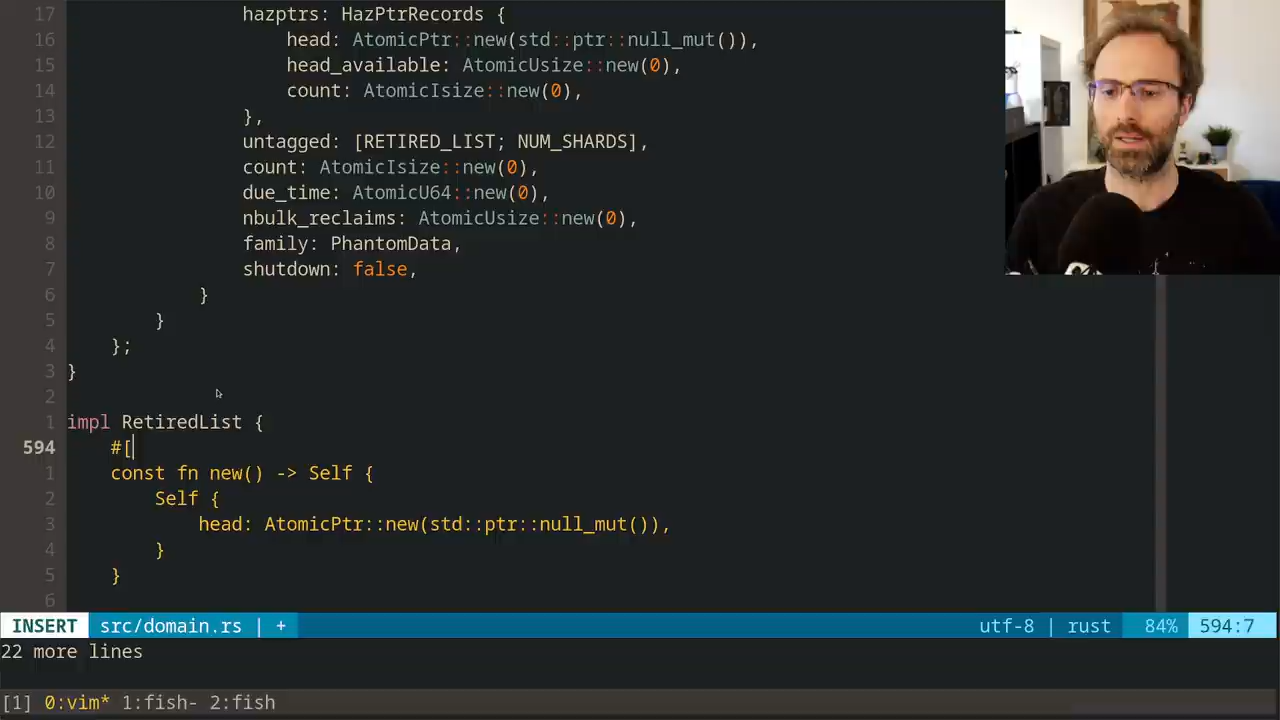 17 hazptrs: HazPtrRecords {
16 head: AtomicPtr::new(std::ptr::null_mut()),
15 head_available: AtomicUsize::new(0),
14 count: AtomicIsize::new(0),
13 },
12 untagged: [RETIRED_LIST; NUM_SHARDS],
11 count: AtomicIsize::new(0),
10 due_time: AtomicU64::new(0),
9 nbulk_reclaims: AtomicUsize::new(0),
8 family: PhantomData,
7 shutdown: false,
6 }
5 }
4 };
3 }
2
1 impl RetiredList {
594 #[
1 const fn new() -> Self {
2 Self {
3 head: AtomicPtr::new(std::ptr::null_mut()),
4 }
5 }
6
INSERT src/domain.rs | + utf-8 | rust 84% 594:7
22 more lines
[1] 0:vim* 1:fish- 2:fish